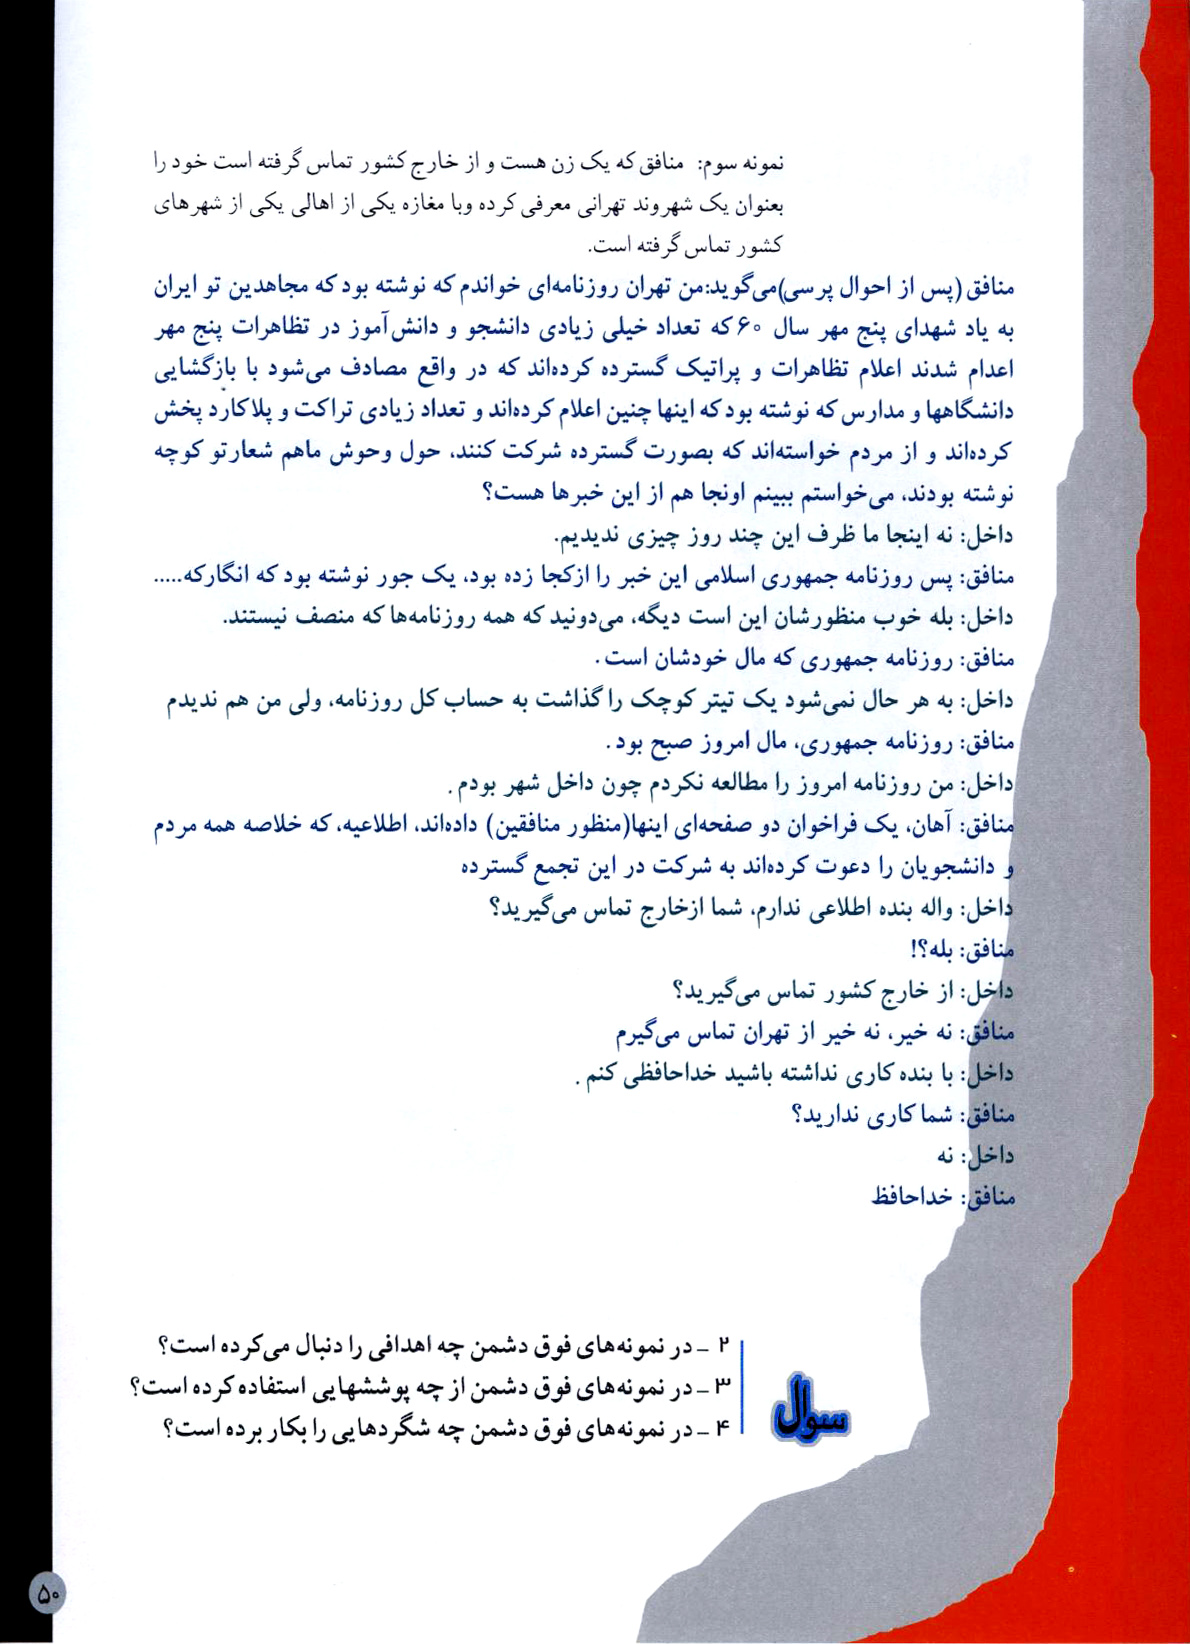 نمونه سوم: منافق که یک زن هست و از خارج کشور تماس گرفته است خود را
بعنوان یک شهروند تهرانی معرفی کرده وبا مغازه یکی از اهالی یکی از شهرهای
کشور تماس گرفته است.
منافق (پس از احوال پرسی)می‌گوید:من تهران روزنامه‌ای خواندم که نوشته بود که مجاهدین تو ایران
به یاد شهدای پنج مهر سال ۶۰ که تعداد خیلی زیادی دانشجو و دانش‌آموز در تظاهرات پنج مهر
اعدام شدند اعلام تظاهرات و پراتیک گسترده کرده‌اند که در واقع مصادف می‌شود با بازگشایی
دانشگاهها و مدارس که نوشته بود که اینها چنین اعلام کرده‌اند و تعداد زیادی تراکت و پلاکارد پخش
کرده‌اند و از مردم خواسته‌اند که بصورت گسترده شرکت کنند، حول وحوش ماهم شعارتو کوچه
نوشته بودند، می‌خواستم ببینم اونجا هم از این خبرها هست؟
داخل: نه اینجا ما ظرف این چند روز چیزی ندیدیم.
منافق: پس روزنامه جمهوری اسلامی این خبر را ازکجا زده بود، یک جور نوشته بود که انگارکه.....
داخل: بله خوب منظورشان این است دیگه، می‌دونید که همه روزنامه‌ها که منصف نیستند.
منافق: روزنامه جمهوری که مال خودشان است.
داخل: به هر حال نمی‌شود یک تیتر کوچک را گذاشت به حساب کل روزنامه، ولی من هم ندیدم
منافق: روزنامه جمهوری، مال امروز صبح بود.
داخل: من روزنامه امروز را مطالعه نکردم چون داخل شهر بودم.
منافق: آهان، یک فراخوان دو صفحه‌ای اینها(منظور منافقین) داده‌اند، اطلاعیه، که خلاصه همه مردم
و دانشجویان را دعوت کرده‌اند به شرکت در این تجمع گسترده
داخل: واله بنده اطلاعی ندارم، شما ازخارج تماس می‌گیرید؟
منافق: بله؟!
داخل: از خارج کشور تماس می‌گیرید؟
منافق: نه خیر، نه خیر از تهران تماس می‌گیرم
داخل: با بنده کاری نداشته باشید خداحافظی کنم.
منافق: شما کاری ندارید؟
داخل: نه
منافق: خداحافظ
سوال
۲ ـ در نمونه‌های فوق دشمن چه اهدافی را دنبال می‌کرده است؟
۳ ـ در نمونه‌های فوق دشمن از چه پوششهایی استفاده کرده است؟
۴ ـ در نمونه‌های فوق دشمن چه شگردهایی را بکار برده است؟
۵۰